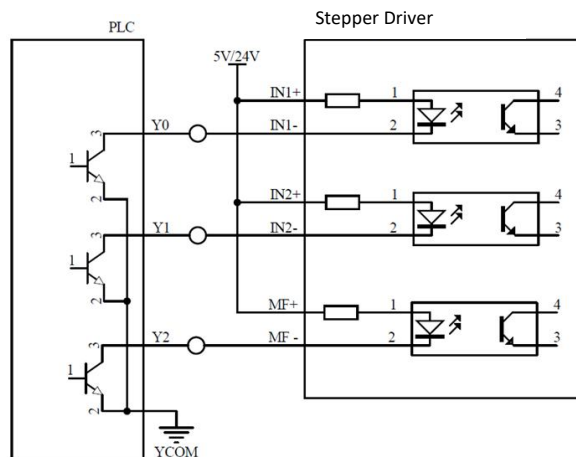 Stepper Driver
PLC
5V/24V
IN1+ 1 4
3 Y0 IN1- 2 3
1
2
IN2+ 1 4
3 Y1 IN2- 2 3
1
2
MF+ 1 4
3 Y2 MF - 2 3
1
2
YCOM